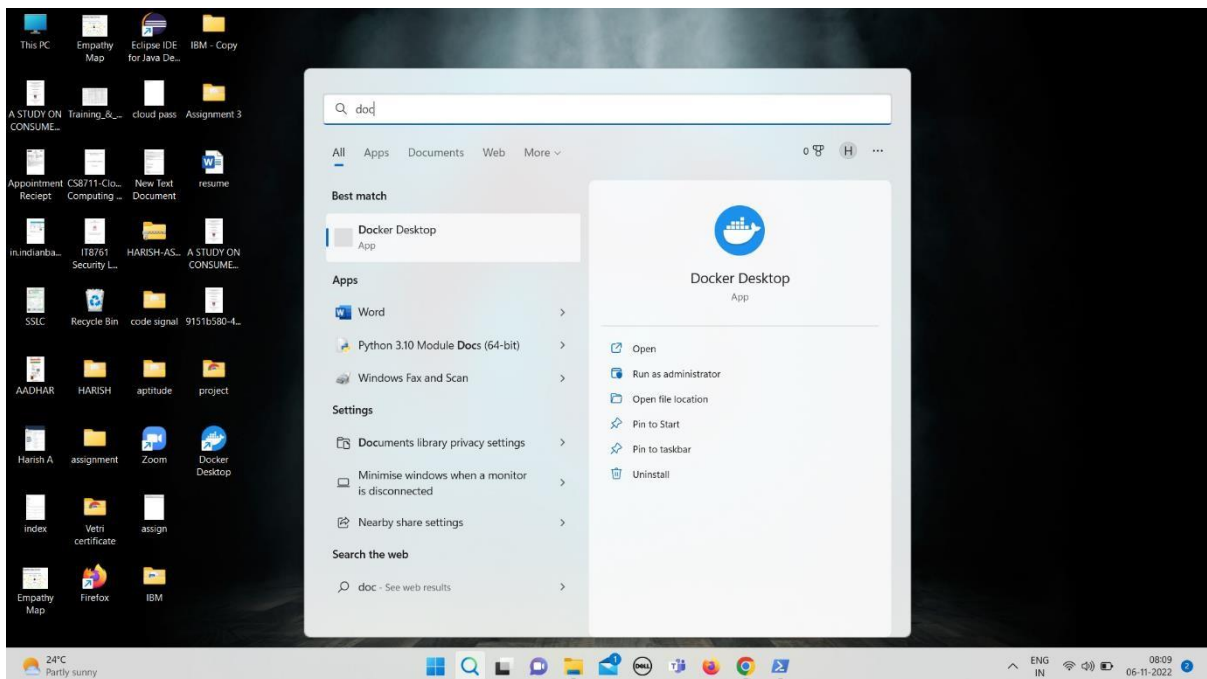 This PC
Empathy
Map
Eclipse IDE
for Java De...
IBM - Copy
A STUDY ON
CONSUME...
Training_&_...
cloud pass
Assignment 3
Appointment
Reciept
CS8711-Clo...
Computing ...
New Text
Document
resume
in.indianba...
IT8761
Security L...
HARISH-AS...
A STUDY ON
CONSUME...
SSLC
Recycle Bin
code signal
9151b580-4...
AADHAR
HARISH
aptitude
project
Harish A
assignment
Zoom
Docker
Desktop
index
Vetri
certificate
assign
Empathy
Map
Firefox
IBM
doc
All Apps Documents Web More
0 H ...
Best match
Docker Desktop
App
Apps
Word
Python 3.10 Module Docs (64-bit)
Windows Fax and Scan
Settings
Documents library privacy settings
Minimise windows when a monitor
is disconnected
Nearby share settings
Search the web
doc - See web results
Docker Desktop
App
Open
Run as administrator
Open file location
Pin to Start
Pin to taskbar
Uninstall
24°C
Partly sunny
DELL
ENG
IN
08:09
06-11-2022
2